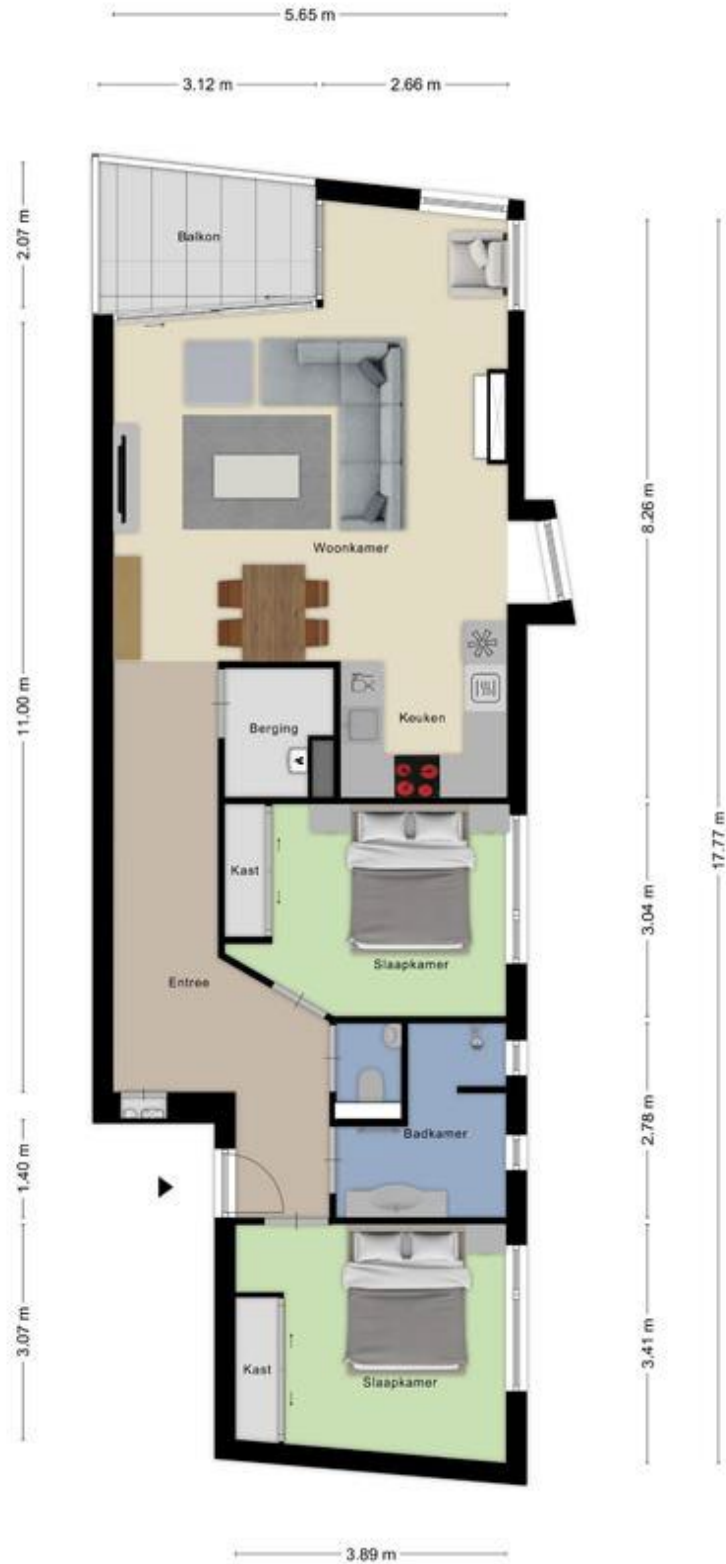 5.65 m
3.12 m
2.66 m
2.07 m
Balkon
8.26 m
Woonkamer
11.00 m
Berging
Keuken
17.77 m
Kast
3.04 m
Slaapkamer
Entree
2.78 m
Badkamer
1.40 m
3.07 m
3.41 m
Kast
Slaapkamer
3.89 m